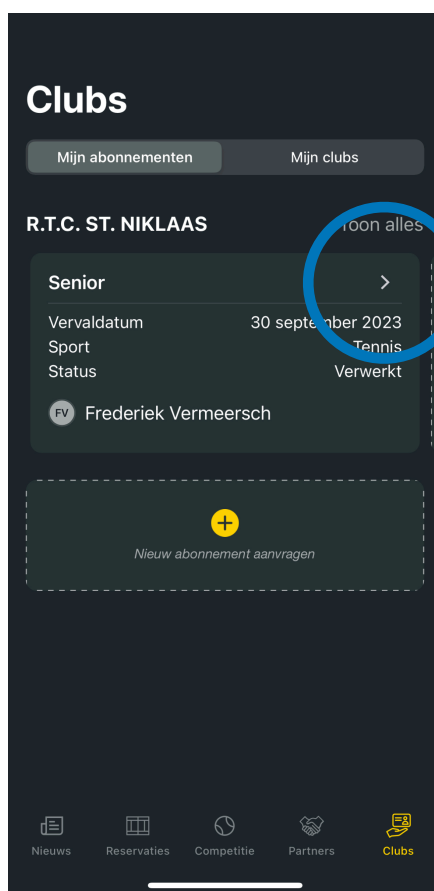 Clubs
Mijn abonnementen Mijn clubs
R.T.C. ST. NIKLAAS Toon alles
Senior
Vervaldatum 30 september 2023
Sport Tennis
Status Verwerkt
FV Frederiek Vermeersch
Nieuw abonnement aanvragen
Nieuws Reservaties Competitie Partners Clubs